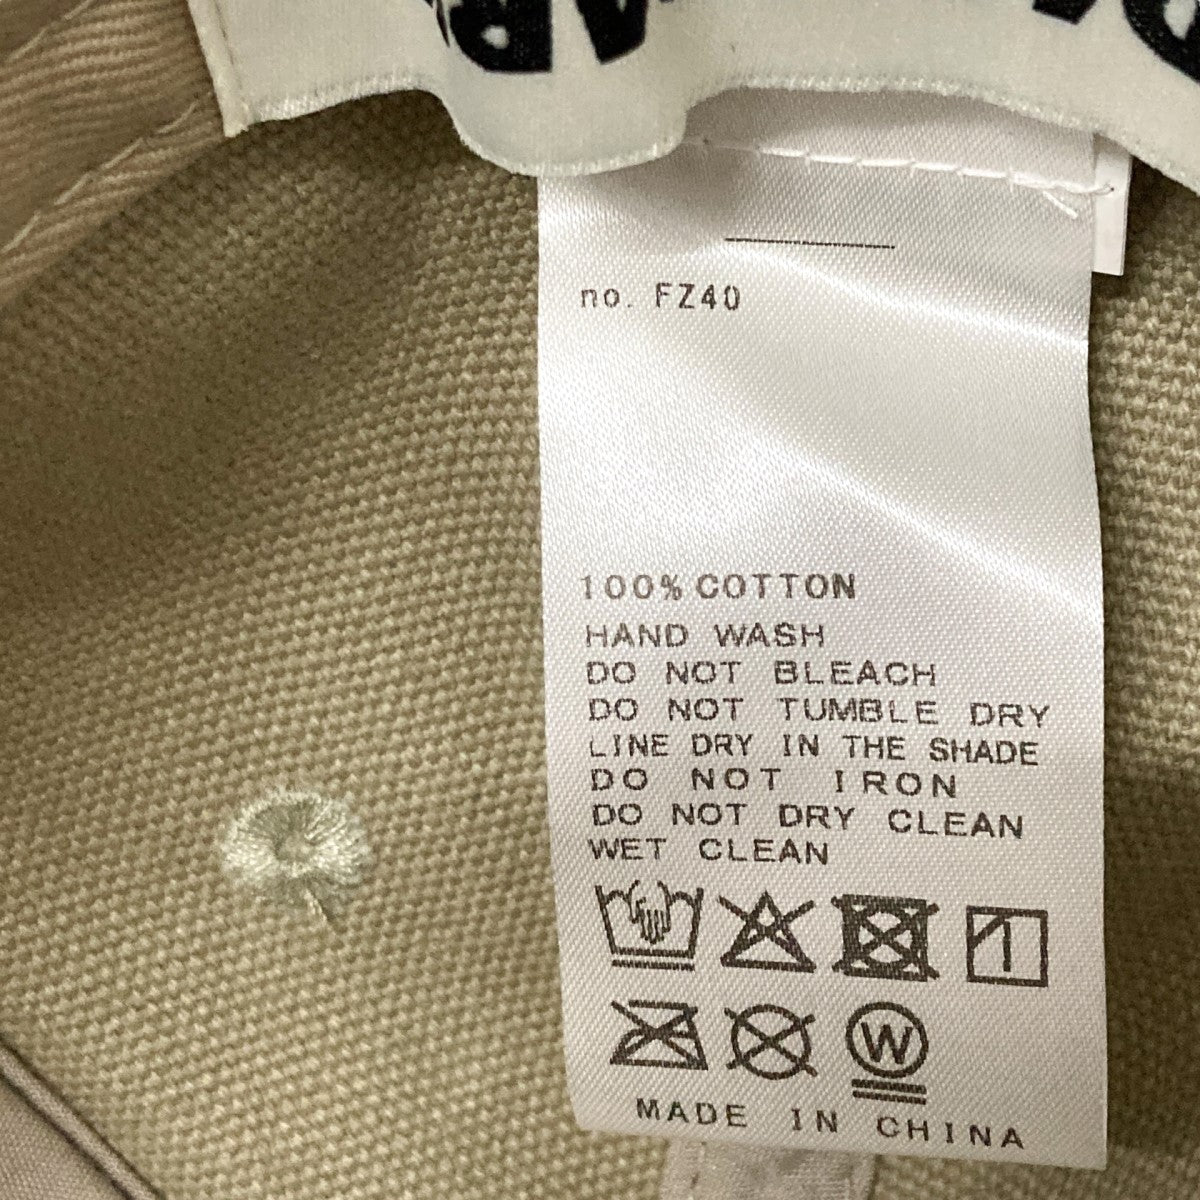 no. FZ40
100% COTTON
HAND WASH
DO NOT BLEACH
DO NOT TUMBLE DRY
LINE DRY IN THE SHADE
DO NOT IRON
DO NOT DRY CLEAN
WET CLEAN
W
MADE IN CHINA